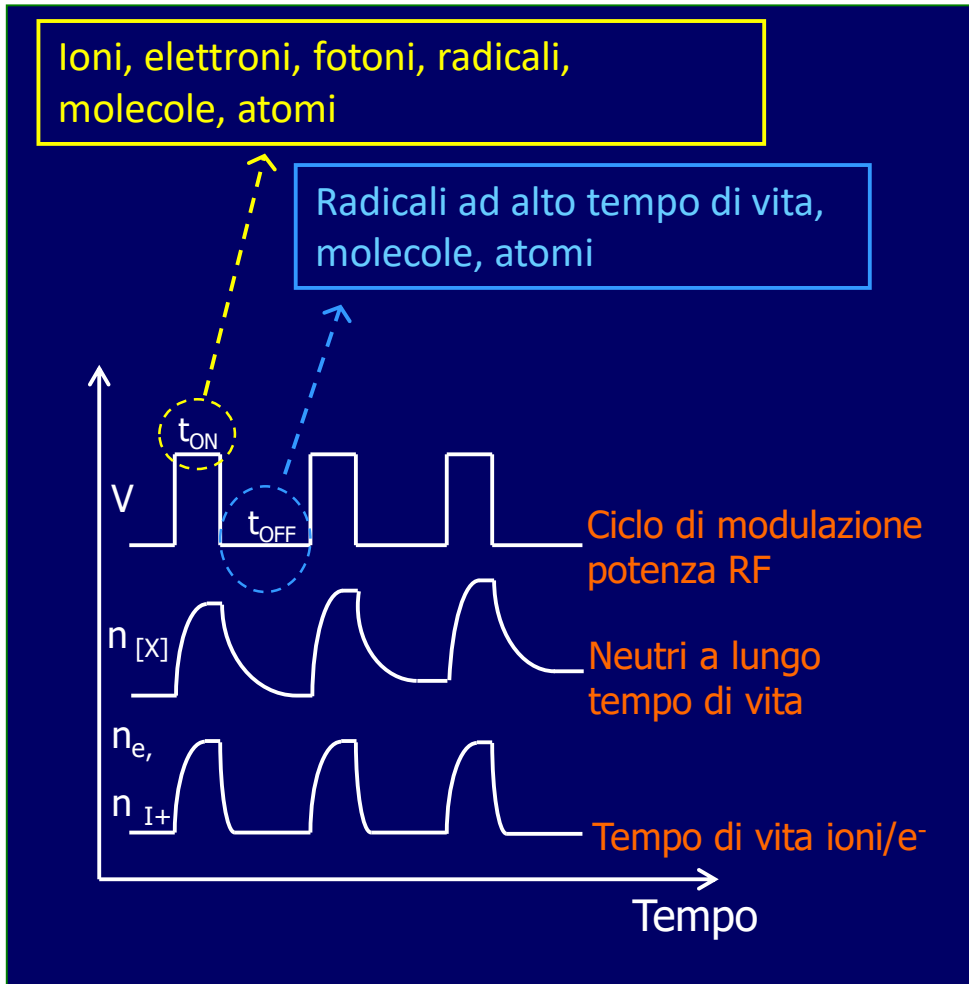 Ioni, elettroni, fotoni, radicali,
molecole, atomi
Radicali ad alto tempo di vita,
molecole, atomi
tON
V
tOFF
Ciclo di modulazione
potenza RF
n [X]
Neutri a lungo
tempo di vita
ne,
n I+
Tempo di vita ioni/e-
Tempo